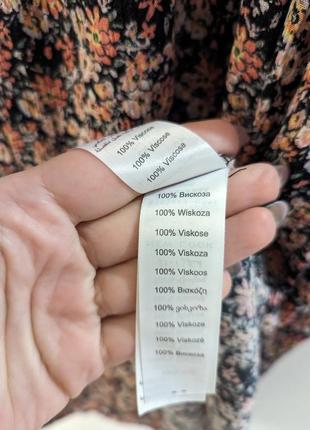 100% Viscose
100% Viscose
100% Viscose
100% Вискоза
100% Wiskoza
100% Viskose
100% Viskoza
100% Viskoos
100% Βισκόζη
100% ვისკოზა
100% Viskoze
100% Viskoza
100% Вискоза